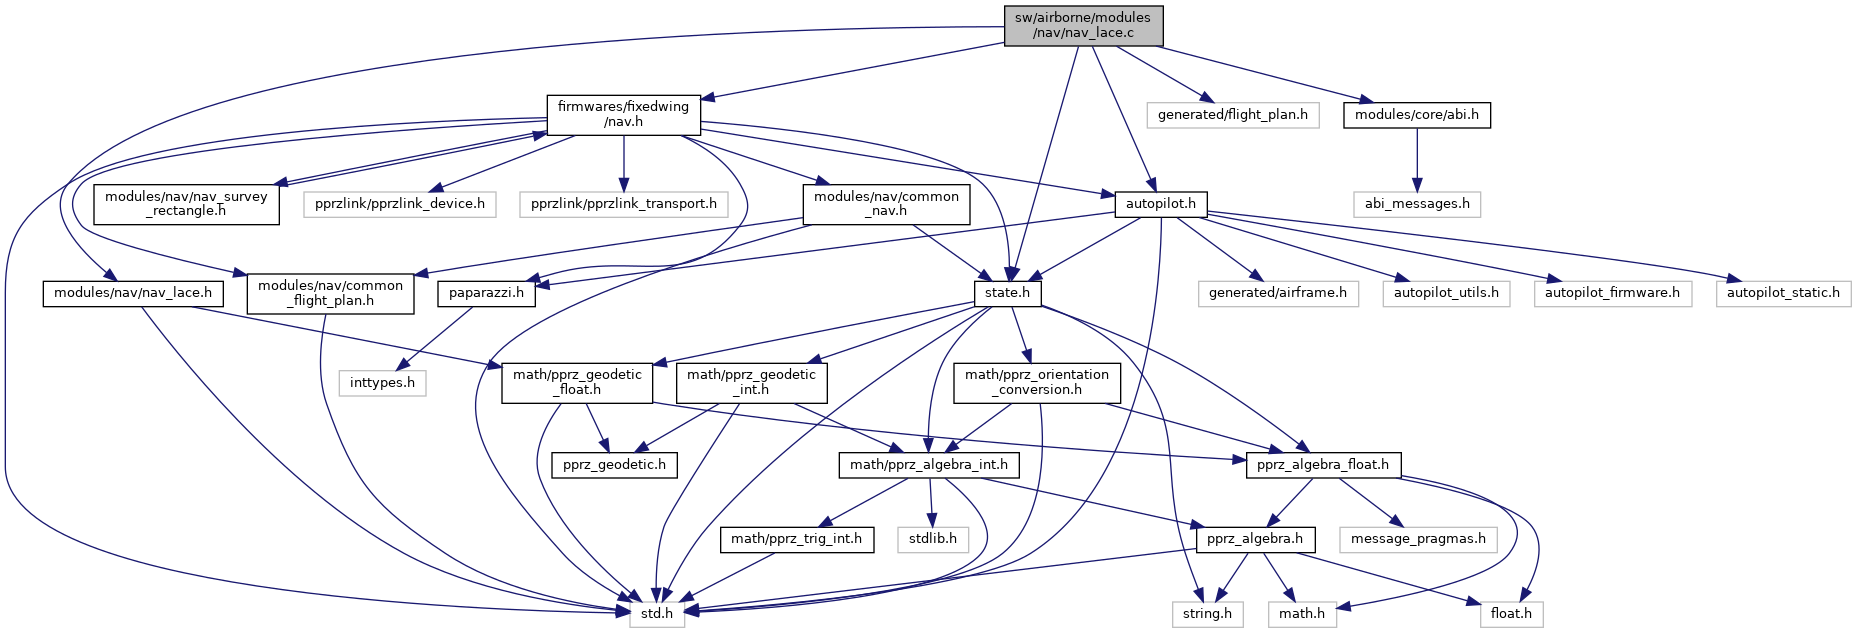 sw/airborne/modules
/nav/nav_lace.c
firmwares/fixedwing
/nav.h
generated/flight_plan.h
modules/core/abi.h
modules/nav/nav_survey
_rectangle.h
pprzlink/pprzlink_device.h
pprzlink/pprzlink_transport.h
modules/nav/common
_nav.h
autopilot.h
abi_messages.h
modules/nav/nav_lace.h
modules/nav/common
_flight_plan.h
paparazzi.h
state.h
generated/airframe.h
autopilot_utils.h
autopilot_firmware.h
autopilot_static.h
inttypes.h
math/pprz_geodetic
_float.h
math/pprz_geodetic
_int.h
math/pprz_orientation
_conversion.h
pprz_geodetic.h
math/pprz_algebra_int.h
pprz_algebra_float.h
math/pprz_trig_int.h
stdlib.h
pprz_algebra.h
message_pragmas.h
std.h
string.h
math.h
float.h